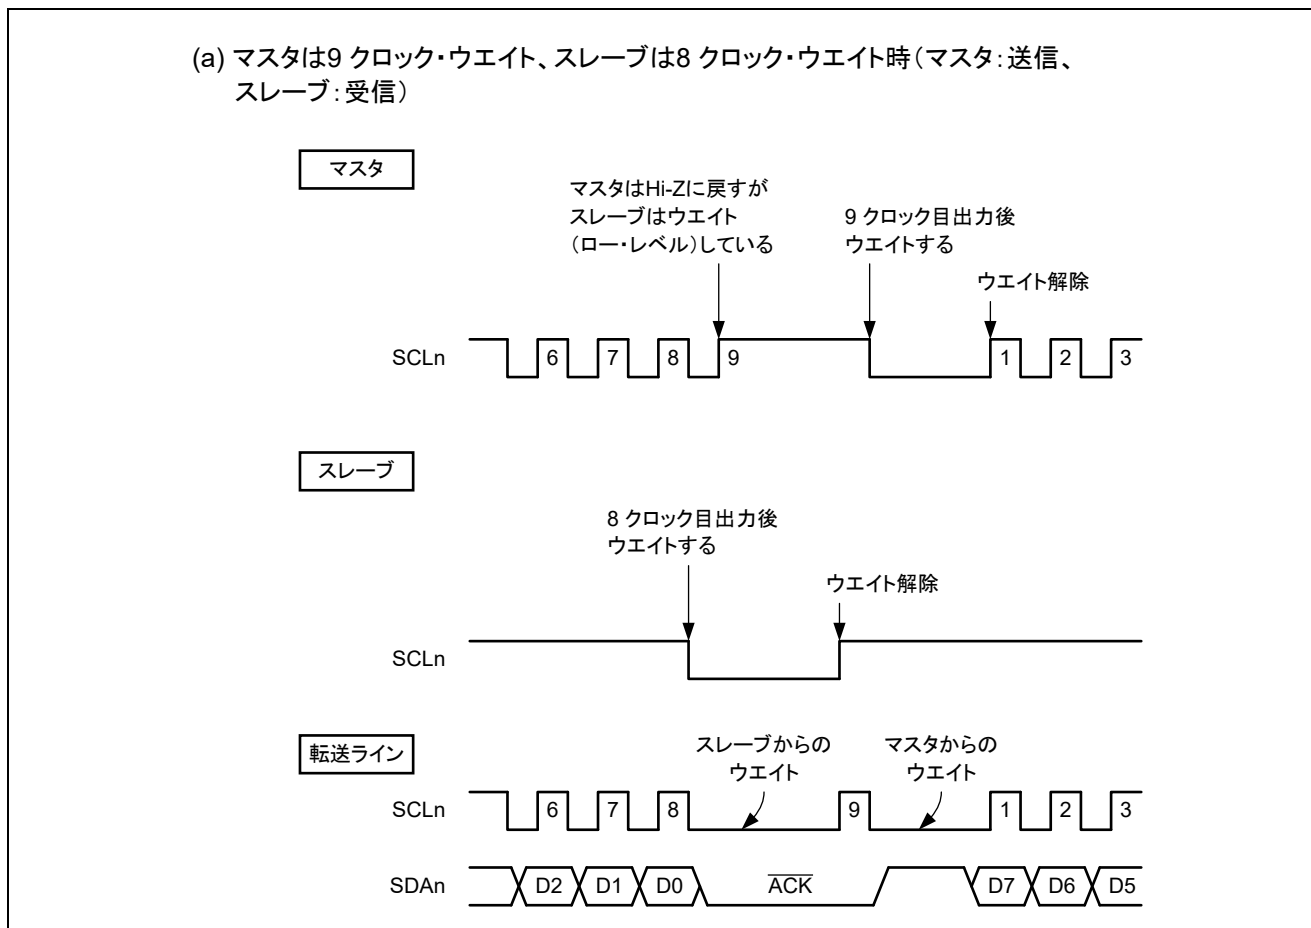 (a) マスタは9 クロック・ウエイト、スレーブは8 クロック・ウエイト時（マスタ：送信、
スレーブ：受信）
マスタ
マスタはHi-Zに戻すが
スレーブはウエイト
（ロー・レベル）している
9 クロック目出力後
ウエイトする
ウエイト解除
SCLn 6 7 8 9 1 2 3
スレーブ
8 クロック目出力後
ウエイトする
ウエイト解除
SCLn
転送ライン
スレーブからの
ウエイト
マスタからの
ウエイト
SCLn 6 7 8 9 1 2 3
SDAn D2 D1 D0 ACK D7 D6 D5